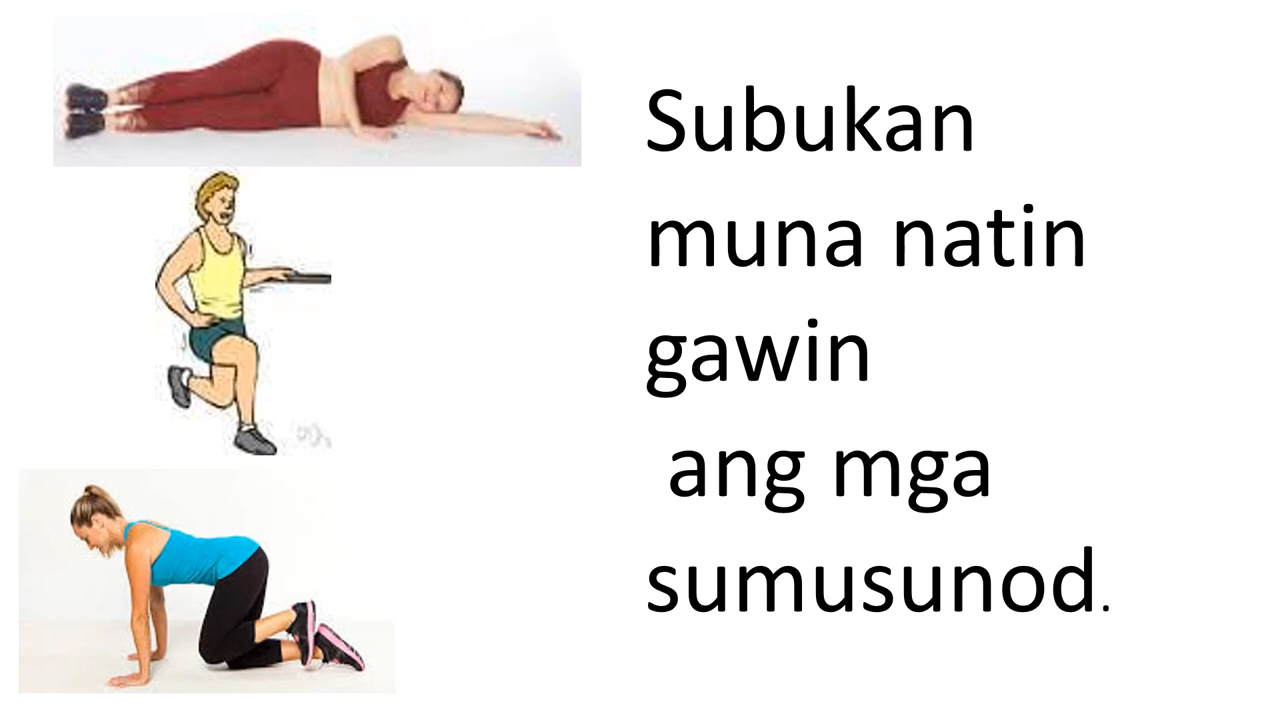 Subukan
muna natin
gawin
ang mga
sumusunod.